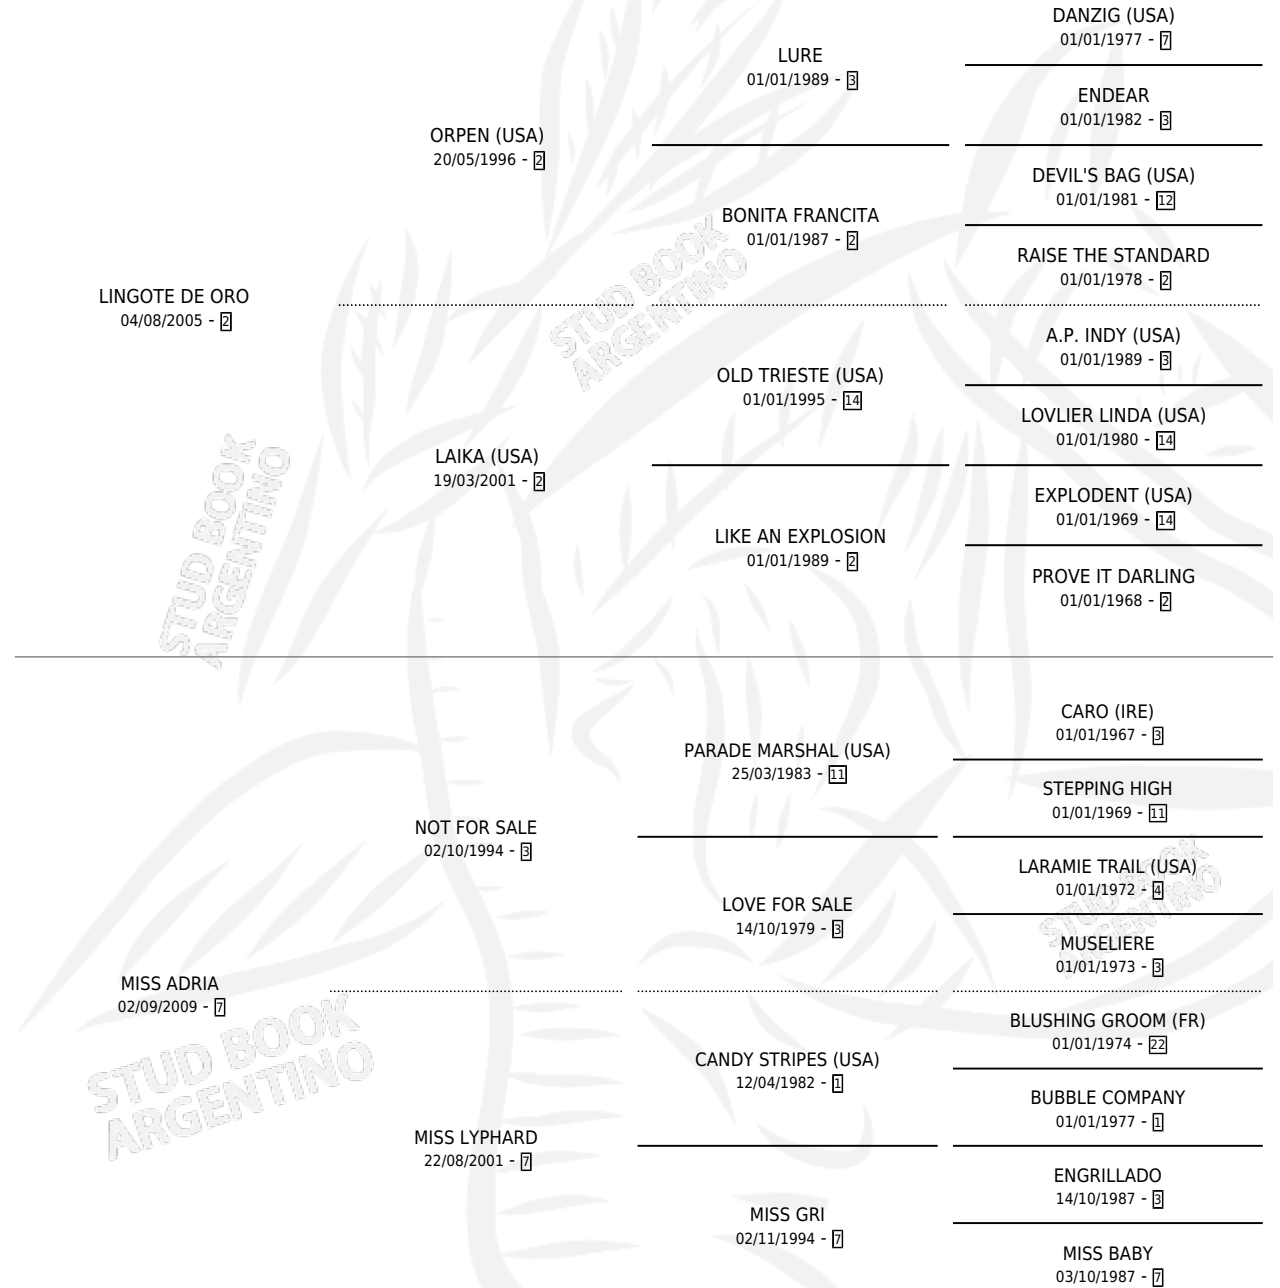 DANZIG (USA)
01/01/1977 - 7
LURE
01/01/1989 - 3
ENDEAR
01/01/1982 - 3
ORPEN (USA)
20/05/1996 - 2
DEVIL'S BAG (USA)
01/01/1981 - 12
BONITA FRANCITA
01/01/1987 - 2
RAISE THE STANDARD
01/01/1978 - 2
LINGOTE DE ORO
04/08/2005 - 2
STUD BOOK
ARGENTINO
A.P. INDY (USA)
01/01/1989 - 3
OLD TRIESTE (USA)
01/01/1995 - 14
LOVLIER LINDA (USA)
01/01/1980 - 14
LAIKA (USA)
19/03/2001 - 2
EXPLODENT (USA)
01/01/1969 - 14
LIKE AN EXPLOSION
01/01/1989 - 2
PROVE IT DARLING
01/01/1968 - 2
STUD BOOK
ARGENTINO
CARO (IRE)
01/01/1967 - 3
PARADE MARSHAL (USA)
25/03/1983 - 11
STEPPING HIGH
01/01/1969 - 11
NOT FOR SALE
02/10/1994 - 3
LARAMIE TRAIL (USA)
01/01/1972 - 4
LOVE FOR SALE
14/10/1979 - 3
MUSELIERE
01/01/1973 - 3
STUD BOOK
ARGENTINO
MISS ADRIA
02/09/2009 - 7
BLUSHING GROOM (FR)
01/01/1974 - 22
CANDY STRIPES (USA)
12/04/1982 - 1
BUBBLE COMPANY
01/01/1977 - 1
STUD BOOK
ARGENTINO
MISS LYPHARD
22/08/2001 - 7
ENGRILLADO
14/10/1987 - 3
MISS GRI
02/11/1994 - 7
MISS BABY
03/10/1987 - 7